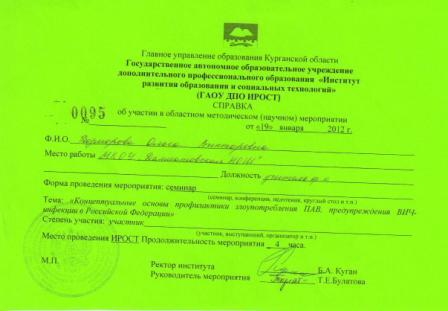 Главное управление образования Курганской области
Государственное автономное образовательное учреждение
дополнительного профессионального образования «Институт
развития образования и социальных технологий»
(ГАОУ ДПО ИРОСТ)
СПРАВКА
№ 0095
об участии в областном методическом (научном) мероприятии
от «19» января 2012 г.
Ф.И.О. Ольга Викторовна
Место работы МКОУ
Должность учитель
Форма проведения мероприятия: семинар
(семинар, конференция, педчтения, круглый стол и т.п.)
Тема: «Концептуальные основы профилактики злоупотребления ПАВ, предупреждения ВИЧ-
инфекции в Российской Федерации»
Степень участия: участник
(участник, выступающий, организатор и т.п.)
Место проведения ИРОСТ Продолжительность мероприятия 4 часа.
М.П.
Ректор института Б.А. Куган
Руководитель мероприятия Г.Е.Булатова